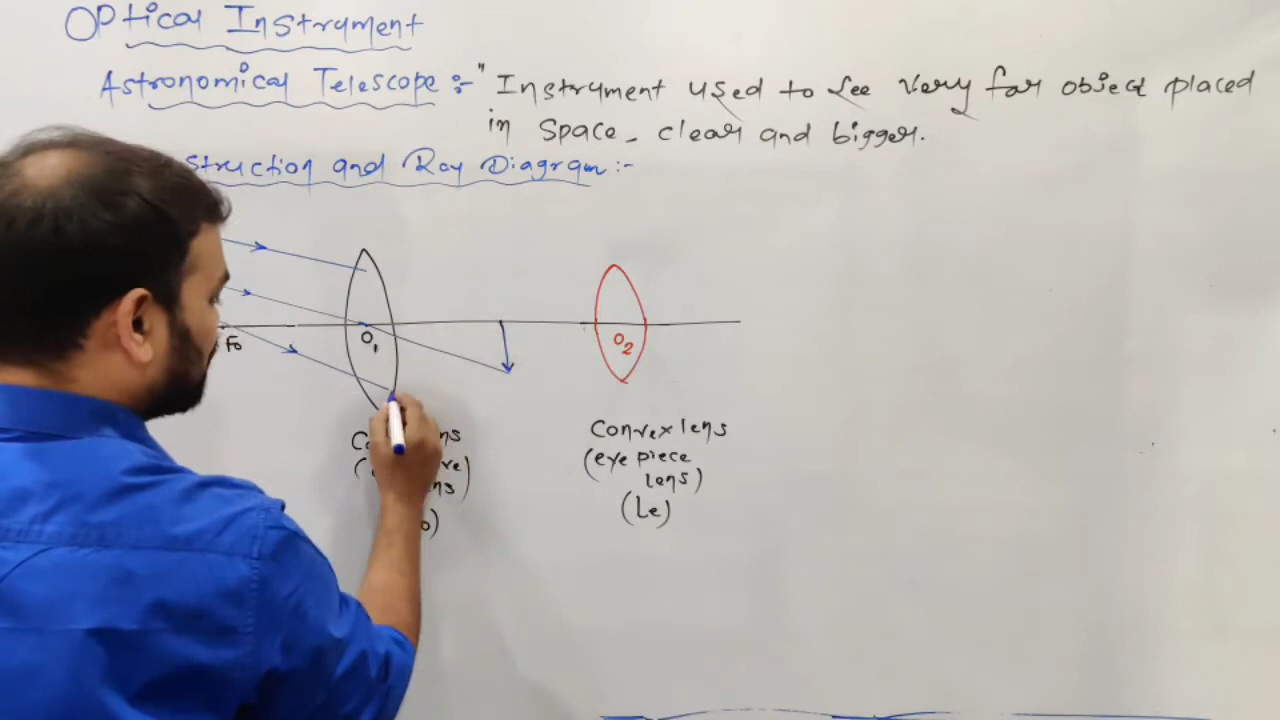 Optical Instrument
Astronomical Telescope :- "Instrument used to see very far object placed
in space - clear and bigger.
struction and Ray Diagram :-
Fo
O1
O2
Convex lens
(eye piece
lens)
(Le)